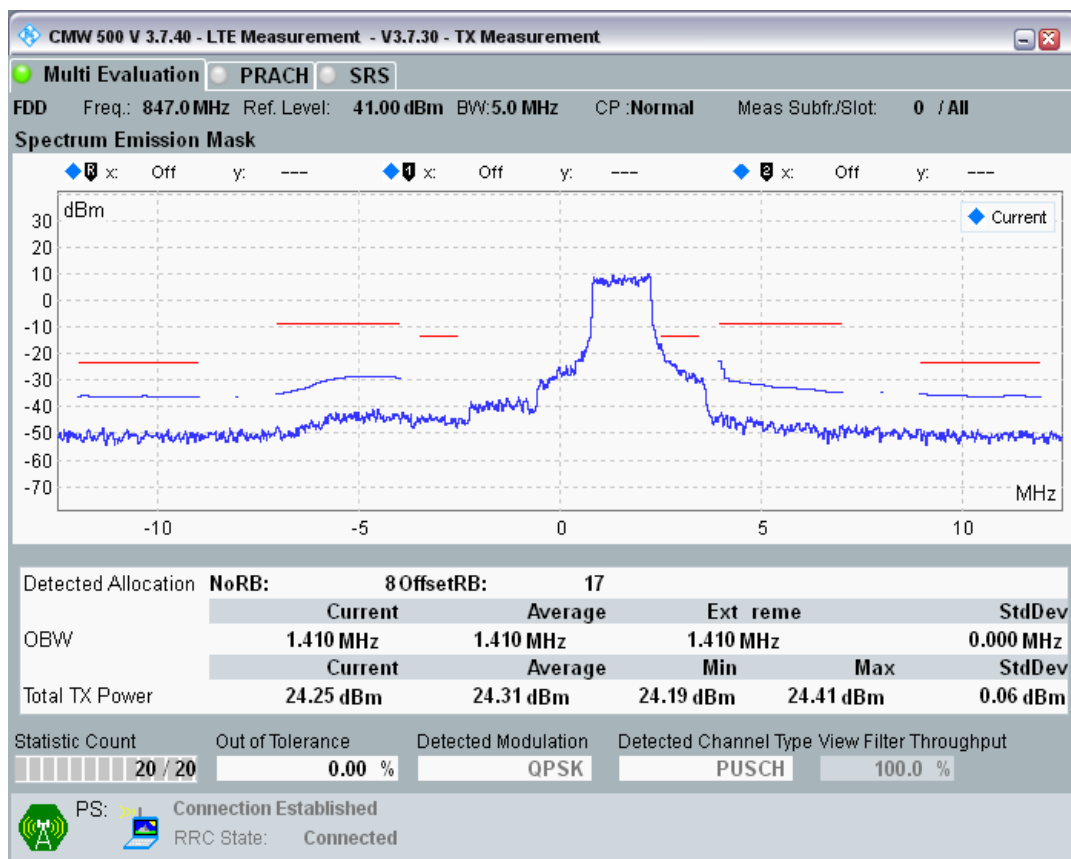 CMW 500 V 3.7.40 - LTE Measurement - V3.7.30 - TX Measurement
Multi Evaluation PRACH SRS
FDD Freq.: 847.0 MHz Ref. Level: 41.00 dBm BW:5.0 MHz CP :Normal Meas Subfr./Slot: 0 / All
Spectrum Emission Mask
R x: Off y: --- 1 x: Off y: --- 2 x: Off y: ---
dBm
Current
30
20
10
0
-10
-20
-30
-40
-50
-60
-70
MHz
-10 -5 0 5 10
Detected Allocation NoRB: 8 OffsetRB: 17
Current Average Ext reme StdDev
OBW 1.410 MHz 1.410 MHz 1.410 MHz 0.000 MHz
Current Average Min Max StdDev
Total TX Power 24.25 dBm 24.31 dBm 24.19 dBm 24.41 dBm 0.06 dBm
Statistic Count Out of Tolerance Detected Modulation Detected Channel Type View Filter Throughput
20 / 20 0.00 % QPSK PUSCH 100.0 %
PS: Connection Established
RRC State: Connected